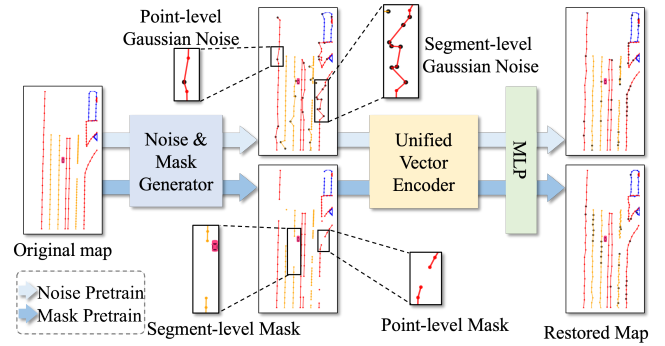 Point-level
Gaussian Noise
Segment-level
Gaussian Noise
Noise &
Mask
Generator
Unified
Vector
Encoder
MLP
Original map
Noise Pretrain
Mask Pretrain
Segment-level Mask
Point-level Mask
Restored Map